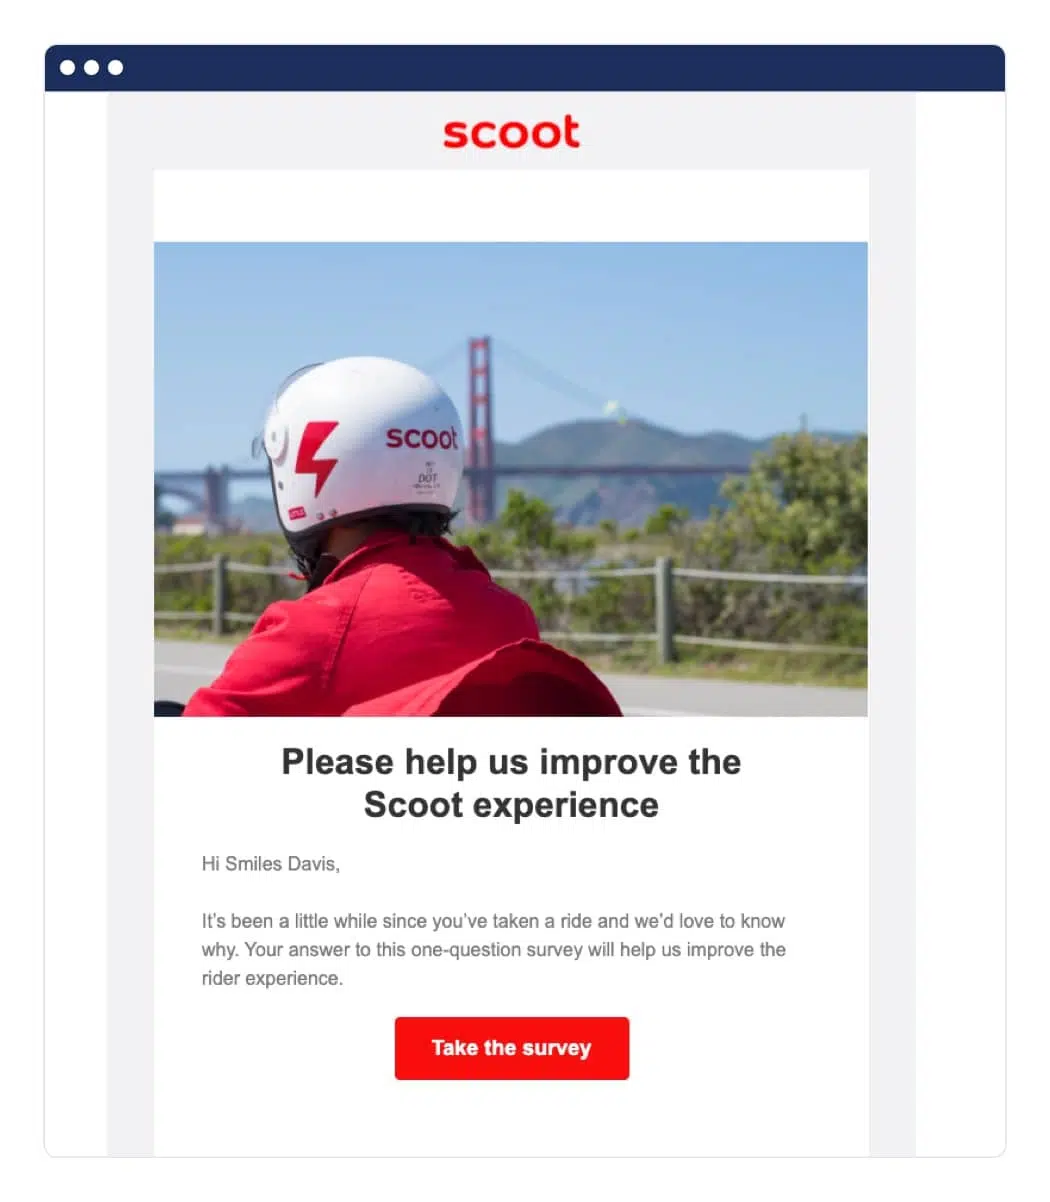 scoot
scoot
DOT
Please help us improve the
Scoot experience
Hi Smiles Davis,
It’s been a little while since you’ve taken a ride and we’d love to know
why. Your answer to this one-question survey will help us improve the
rider experience.
Take the survey